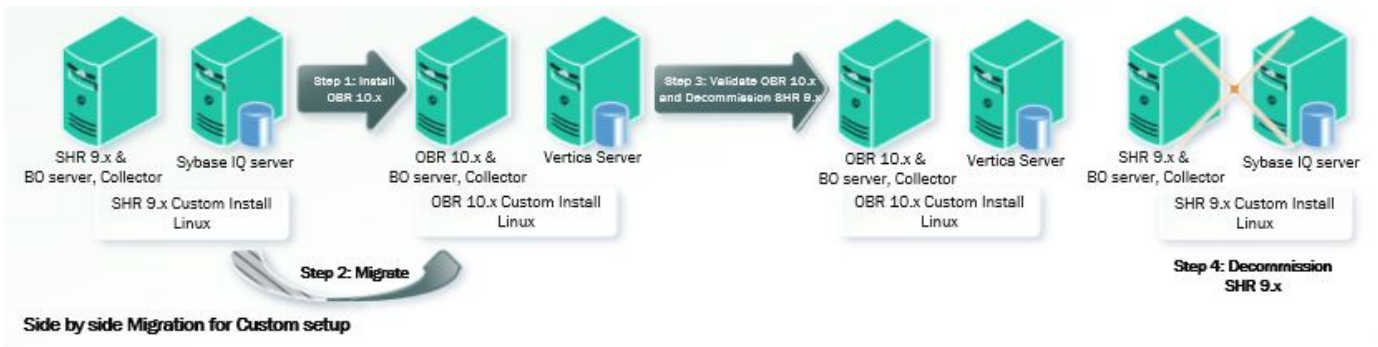 Step 1: Install
OBR 10.x
Step 3: Validate OBR 10.x
and Decommission SHR 9.x
SHR 9.x &
BO server, Collector
Sybase IQ server
OBR 10.x &
BO server, Collector
Vertica Server
OBR 10.x &
BO server, Collector
Vertica Server
SHR 9.x &
BO server, Collector
Sybase IQ server
SHR 9.x Custom Install
Linux
OBR 10.x Custom Install
Linux
OBR 10.x Custom Install
Linux
SHR 9.x Custom Install
Linux
Step 2: Migrate
Step 4: Decommission
SHR 9.x
Side by side Migration for Custom setup